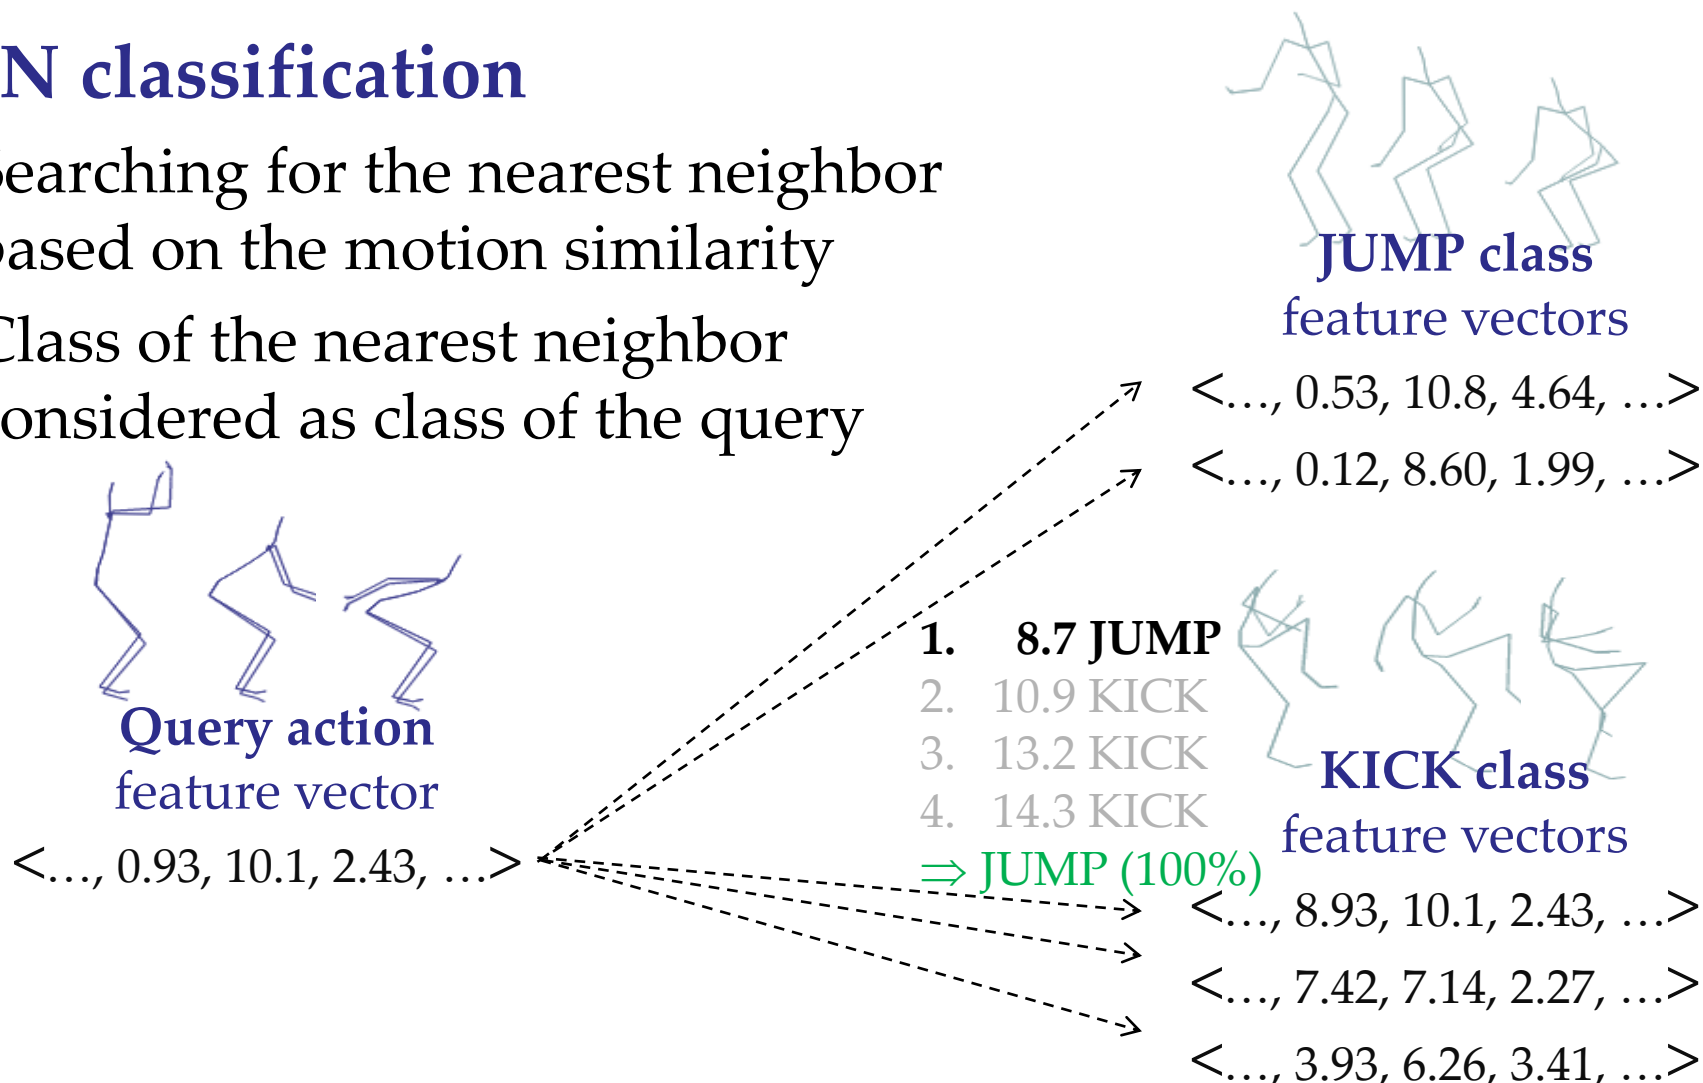 N classification
Searching for the nearest neighbor
based on the motion similarity
Class of the nearest neighbor
onsidered as class of the query
JUMP class
feature vectors
<…, 0.53, 10.8, 4.64, …>
<…, 0.12, 8.60, 1.99, …>
Query action
feature vector
<…, 0.93, 10.1, 2.43, …>
1. 8.7 JUMP
2. 10.9 KICK
3. 13.2 KICK
4. 14.3 KICK
⇒ JUMP (100%)
KICK class
feature vectors
<…, 8.93, 10.1, 2.43, …>
<…, 7.42, 7.14, 2.27, …>
<…, 3.93, 6.26, 3.41, …>